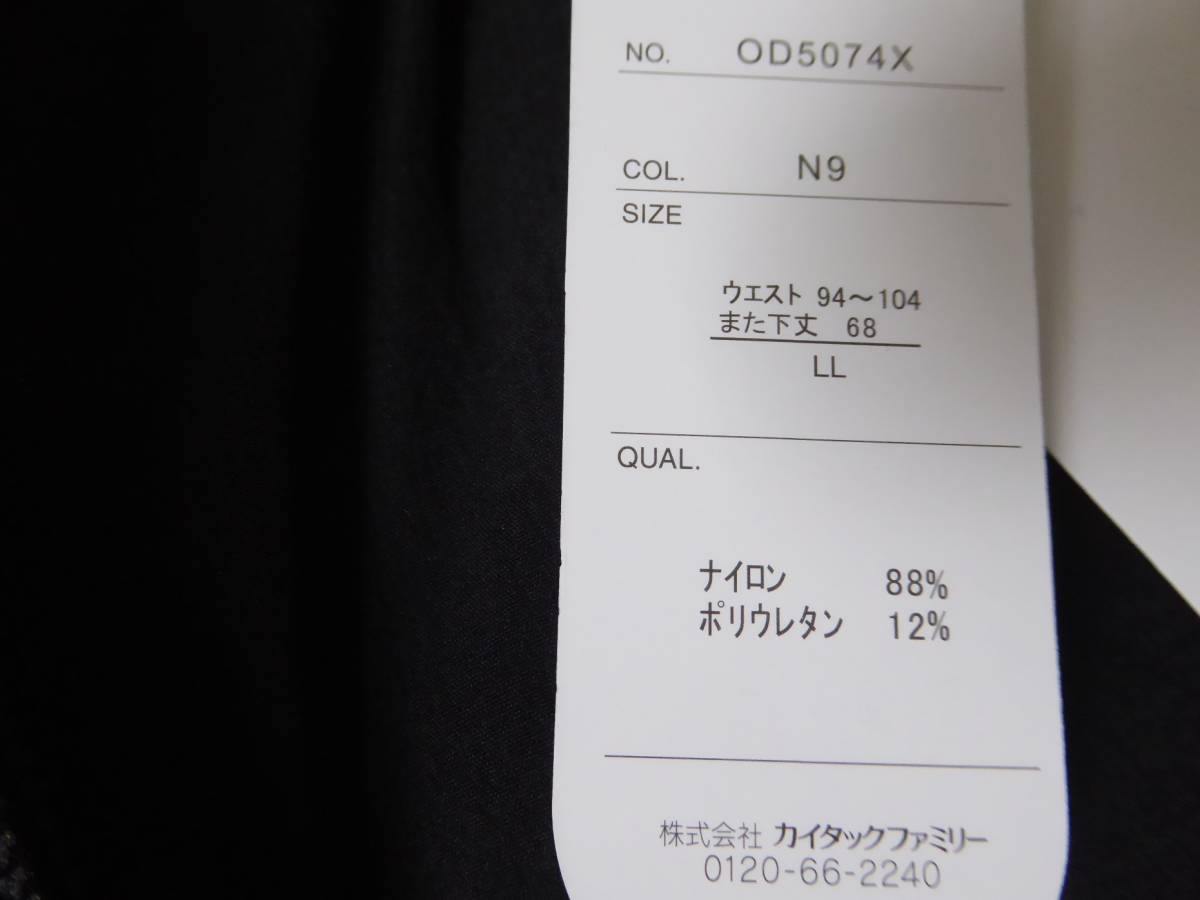 NO. OD5074X
COL. N9
SIZE
ウエスト 94〜104
また下丈 68
LL
QUAL.
ナイロン 88%
ポリウレタン 12%
株式会社 カイタックファミリー
0120-66-2240